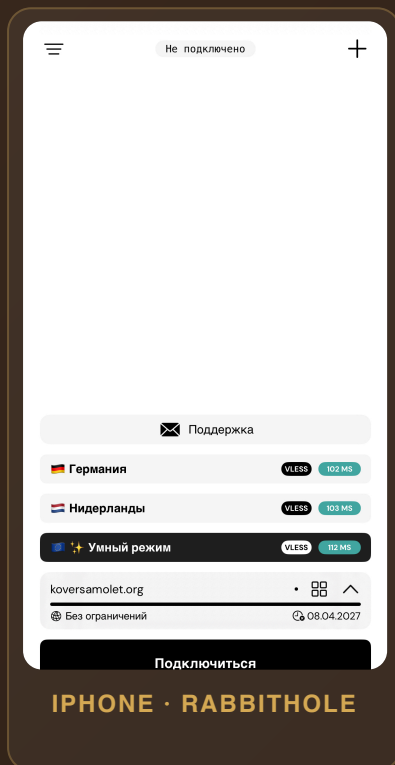 Не подключено
Поддержка
Германия VLESS 102 MS
Нидерланды VLESS 103 MS
Умный режим VLESS 112 MS
koversamolet.org
Без ограничений 08.04.2027
Подключиться
IPHONE · RABBITHOLE